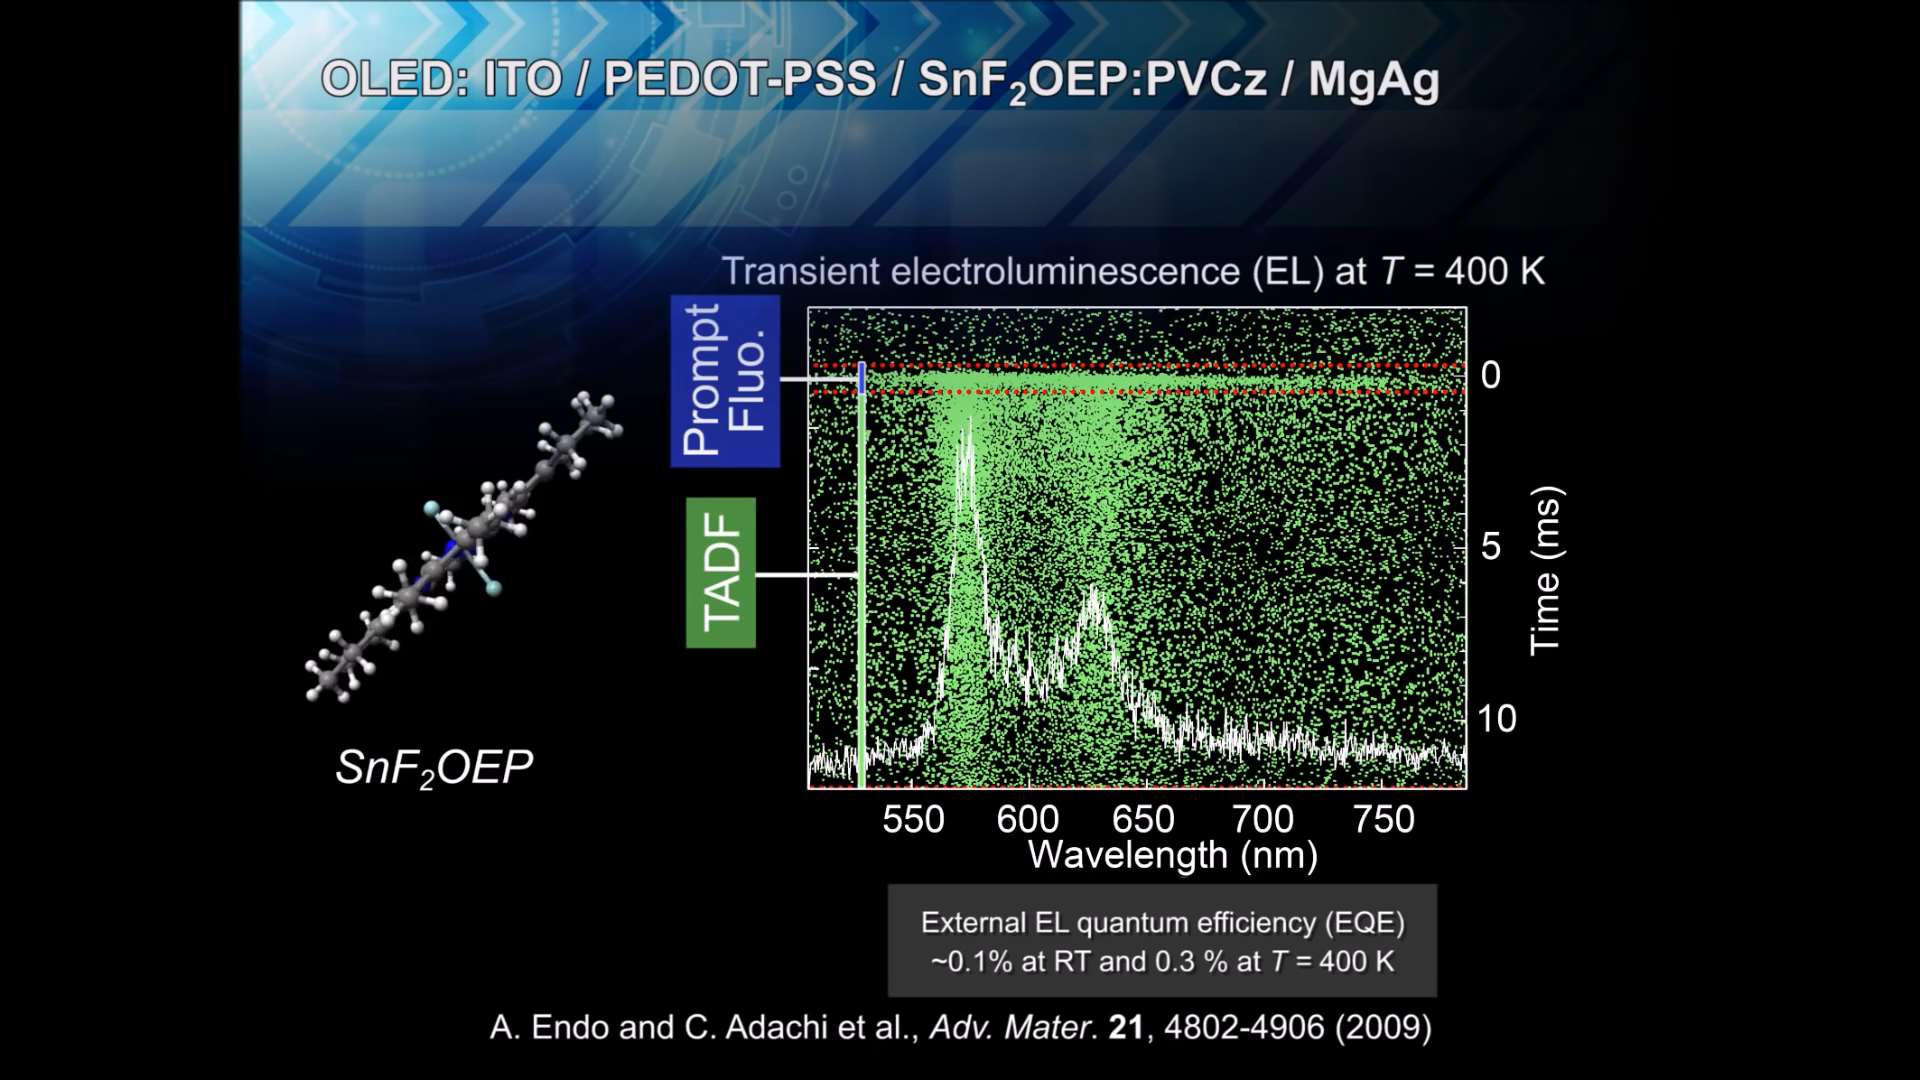 OLED: ITO / PEDOT-PSS / SnF₂OEP:PVCz / MgAg
Transient electroluminescence (EL) at T = 400 K
Prompt
Fluo.
TADF
0
5
10
Time (ms)
550 600 650 700 750
Wavelength (nm)
SnF₂OEP
External EL quantum efficiency (EQE)
~0.1% at RT and 0.3 % at T = 400 K
A. Endo and C. Adachi et al., Adv. Mater. 21, 4802-4906 (2009)